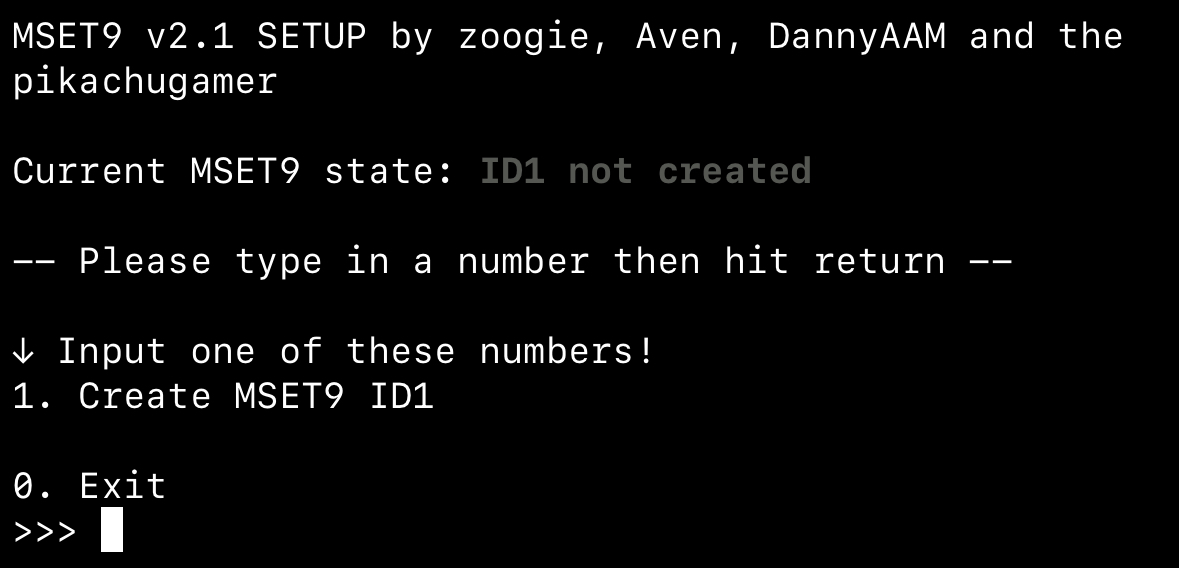 MSET9 v2.1 SETUP by zoogie, Aven, DannyAAM and the
pikachugamer
Current MSET9 state: ID1 not created
-- Please type in a number then hit return --
↓ Input one of these numbers!
1. Create MSET9 ID1
0. Exit
>>>